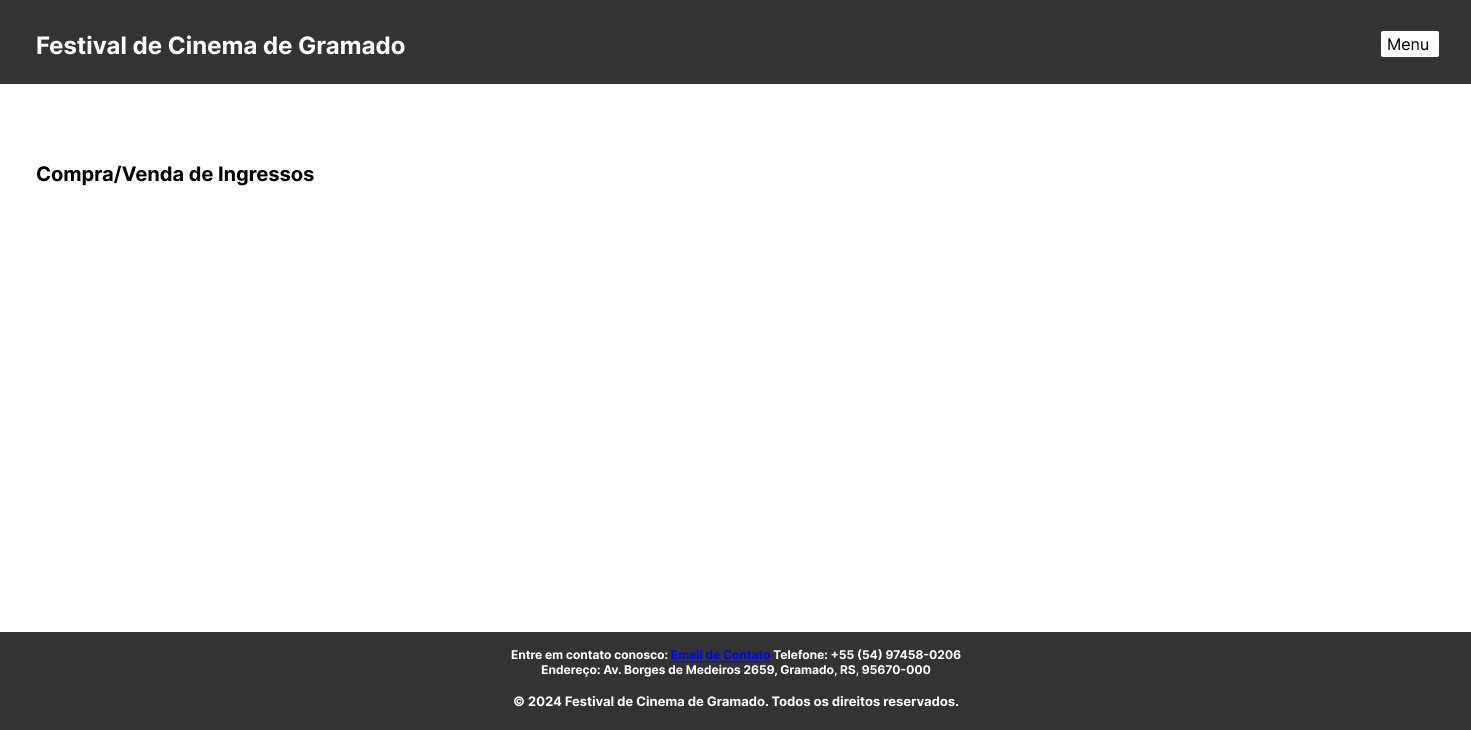 Festival de Cinema de Gramado
Menu
Compra/Venda de Ingressos
Entre em contato conosco: Email de Contato Telefone: +55 (54) 97458-0206
Endereço: Av. Borges de Medeiros 2659, Gramado, RS, 95670-000
© 2024 Festival de Cinema de Gramado. Todos os direitos reservados.